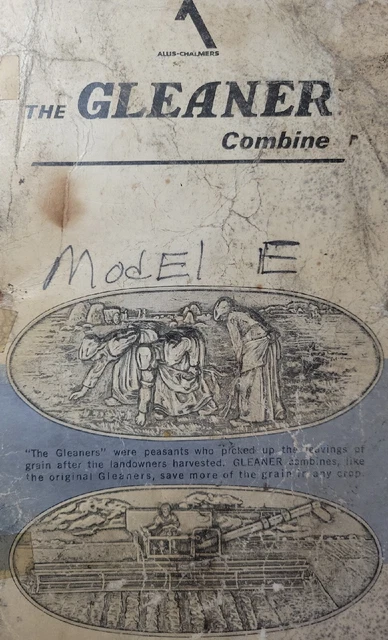 ALLIS-CHALMERS
THE GLEANER
Combine
ModEl E
"The Gleaners" were peasants who picked up the leavings of
grain after the landowners harvested. GLEANER combines, like
the original Gleaners, save more of the grain in any crop.